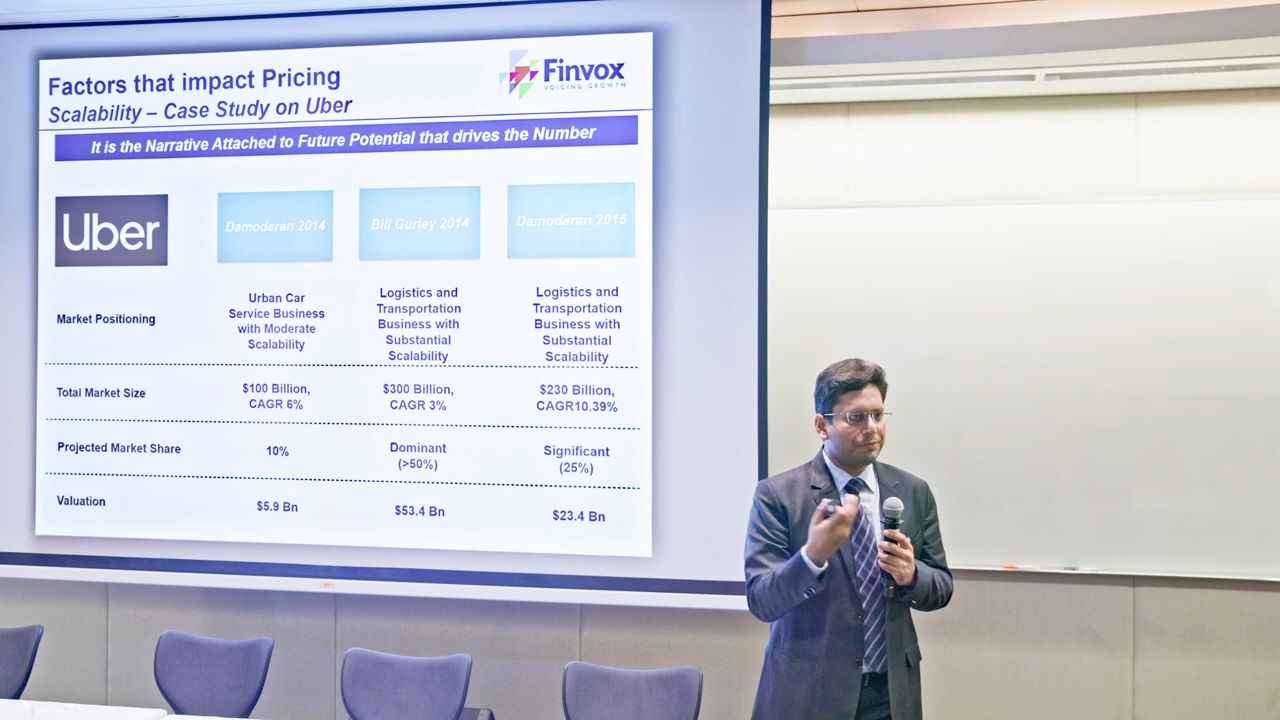 Factors that impact Pricing
Scalability – Case Study on Uber
Finvox
VOICING GROWTH
It is the Narrative Attached to Future Potential that drives the Number
Uber
Damodaran 2014
Bill Gurley 2014
Damodaran 2015
Market Positioning
Urban Car
Service Business
with Moderate
Scalability
Logistics and
Transportation
Business with
Substantial
Scalability
Logistics and
Transportation
Business with
Substantial
Scalability
Total Market Size
$100 Billion,
CAGR 6%
$300 Billion,
CAGR 3%
$230 Billion,
CAGR10.39%
Projected Market Share
10%
Dominant
(>50%)
Significant
(25%)
Valuation
$5.9 Bn
$53.4 Bn
$23.4 Bn